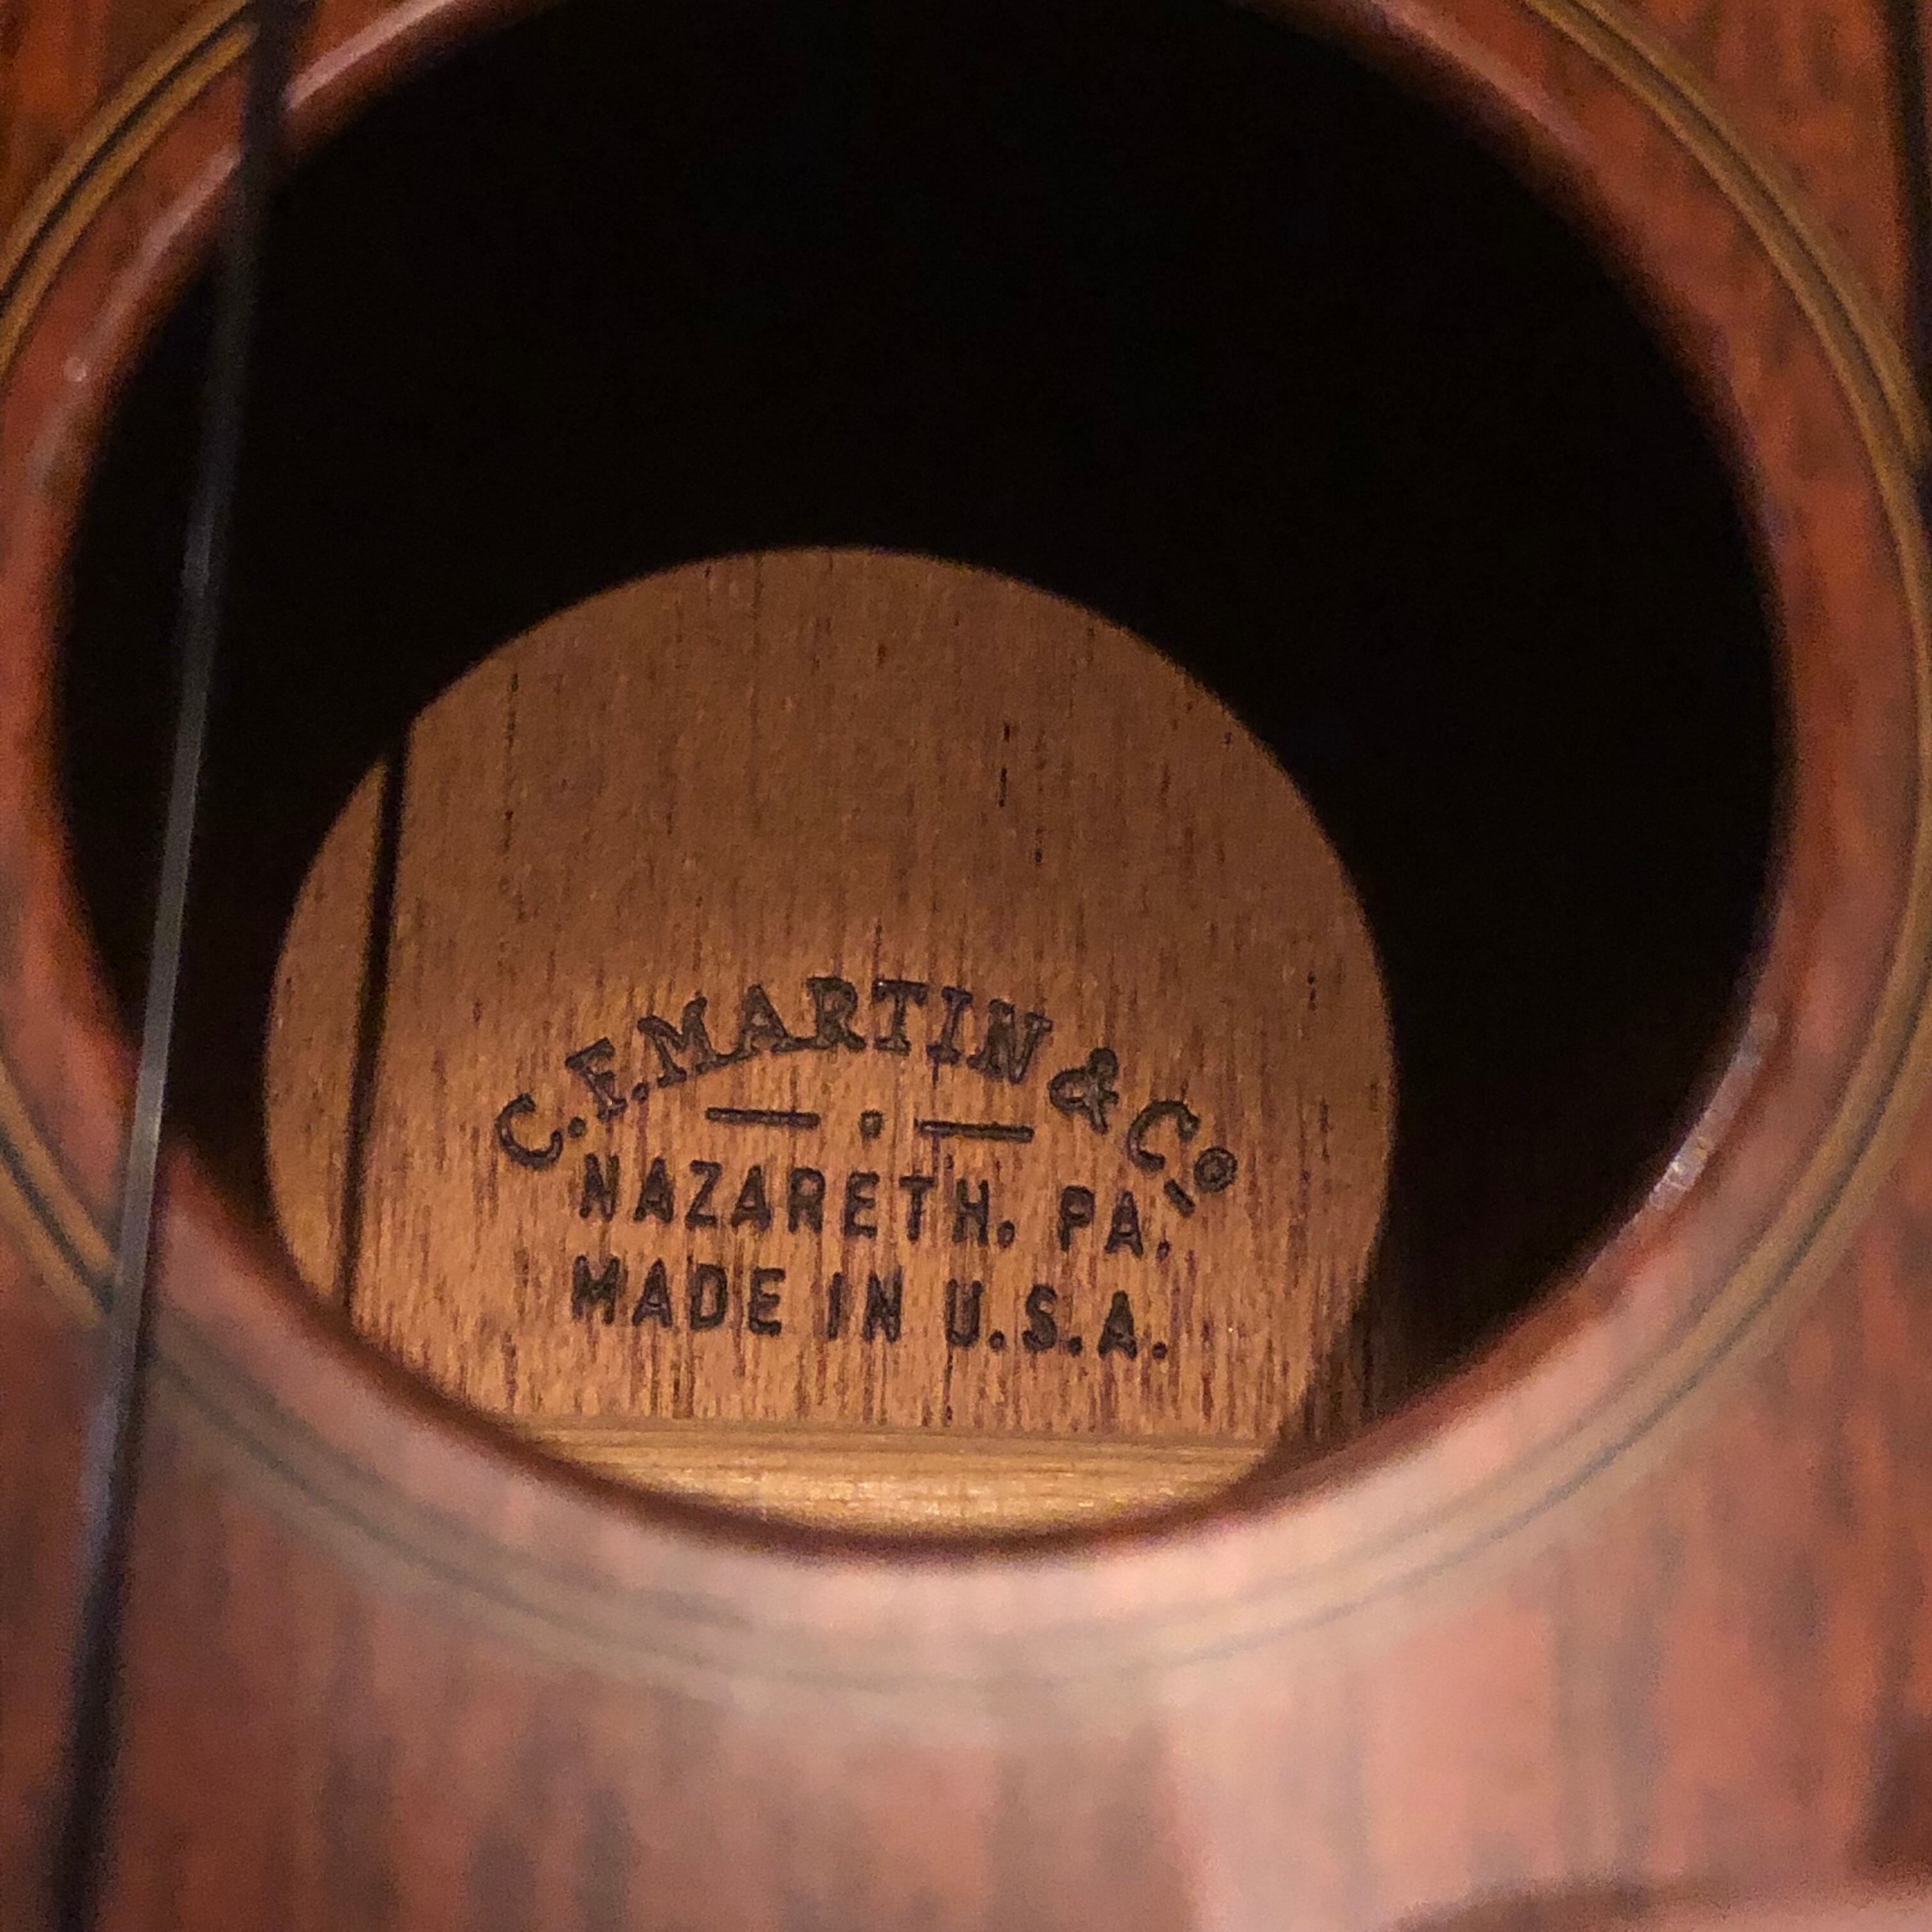 C. F. MARTIN & Co
NAZARETH. PA.
MADE IN U.S.A.